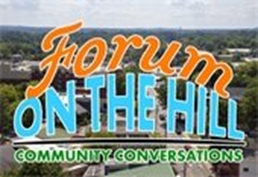 Forum
ON THE HiLL
COMMUNITY CONVERSATIONS